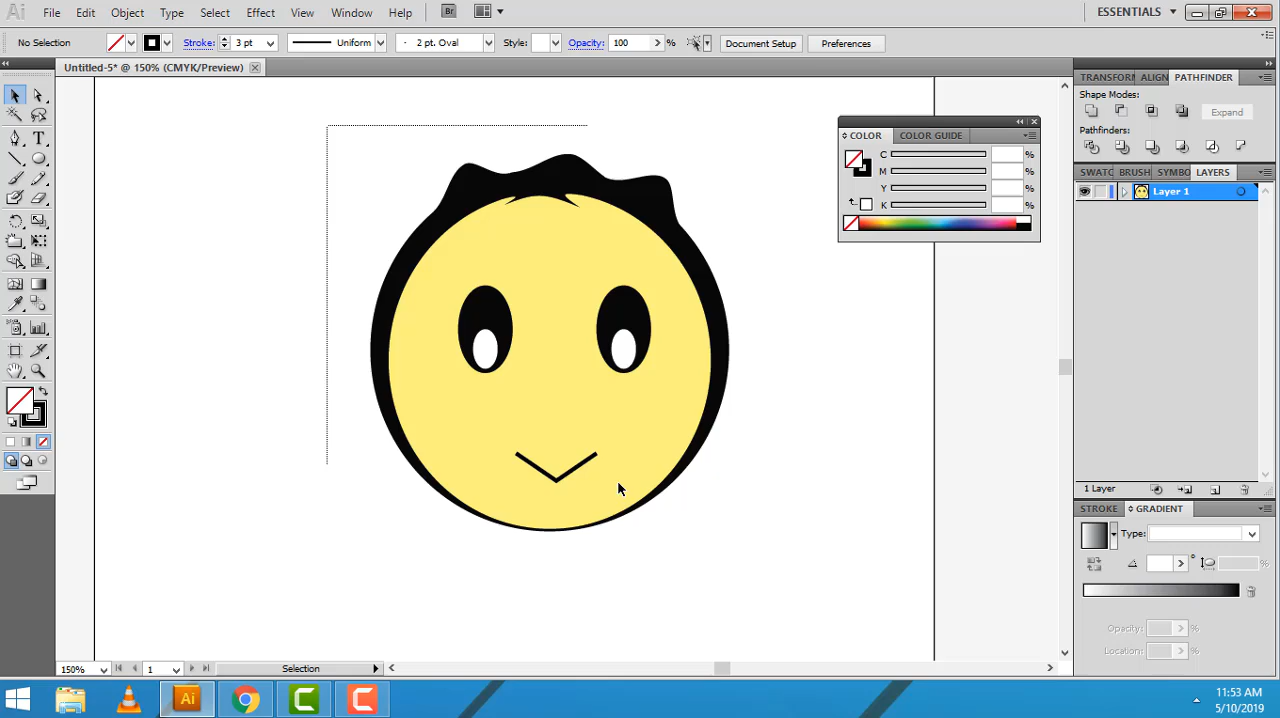 Ai File Edit Object Type Select Effect View Window Help Br ESSENTIALS
No Selection Stroke: 3 pt Uniform 2 pt. Oval Style: Opacity: 100 % Document Setup Preferences
Untitled-5* @ 150% (CMYK/Preview)
TRANSFORM ALIGN PATHFINDER
Shape Modes:
Expand
Pathfinders:
COLOR COLOR GUIDE
C %
M %
Y %
K %
SWATC BRUSH SYMBO LAYERS
Layer 1
1 Layer
STROKE GRADIENT
Type:
° %
Opacity: %
Location: %
150% 1 Selection
Ai
11:53 AM
5/10/2019